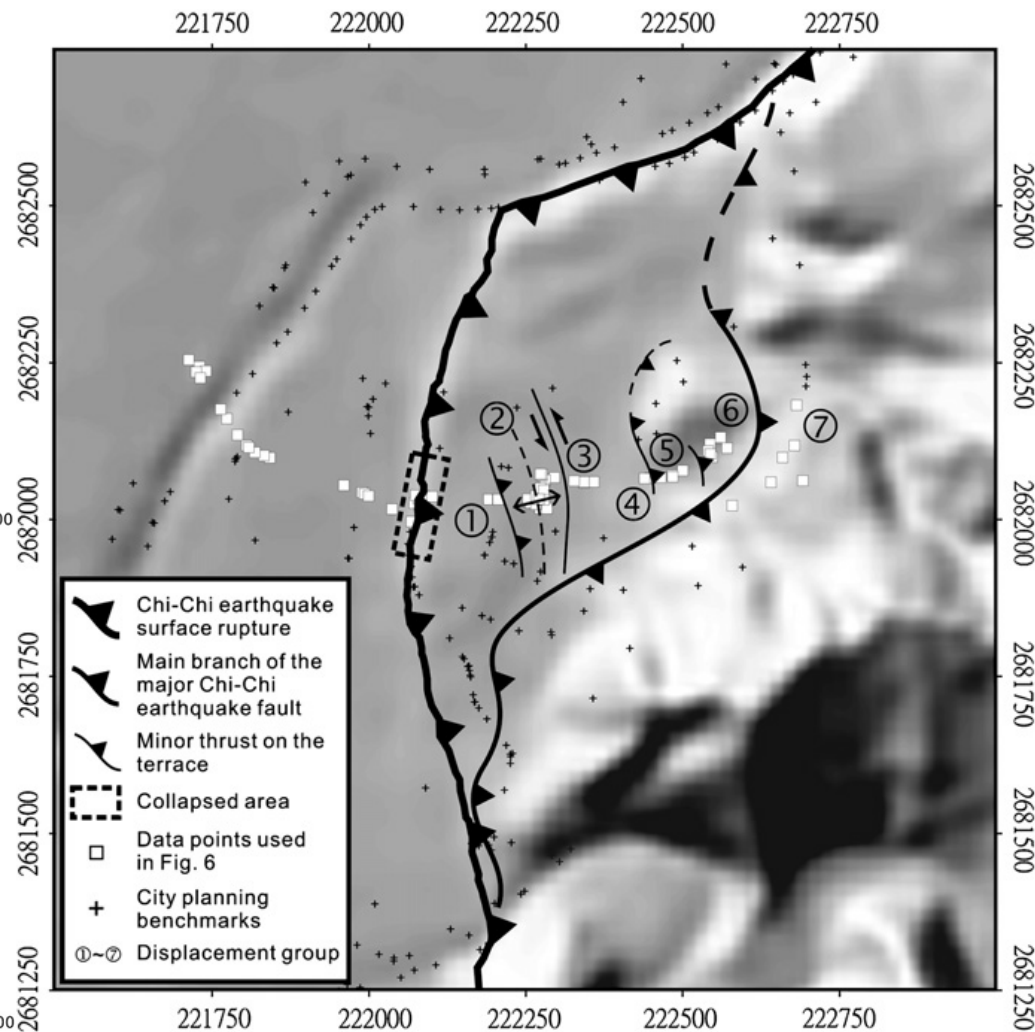 221750 222000 222250 222500 222750
2682500 2682500
2682250 2682250
⑥
② ⑦
③
⑤
④
①
2682000 2682000
00
Chi-Chi earthquake
surface rupture
Main branch of the
major Chi-Chi
earthquake fault
2681750 2681750
Minor thrust on the
terrace
Collapsed area
2681500 2681500
Data points used
in Fig. 6
City planning
benchmarks
①~⑦ Displacement group
2681250 2681250
00
221750 222000 222250 222500 222750